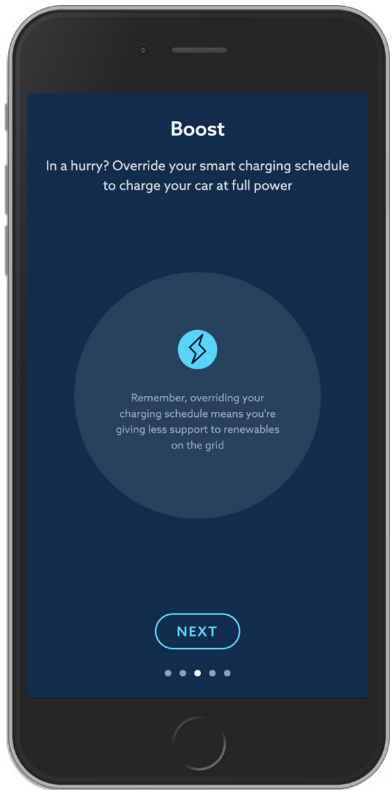 Boost
In a hurry? Override your smart charging schedule
to charge your car at full power
Remember, overriding your
charging schedule means you're
giving less support to renewables
on the grid
NEXT